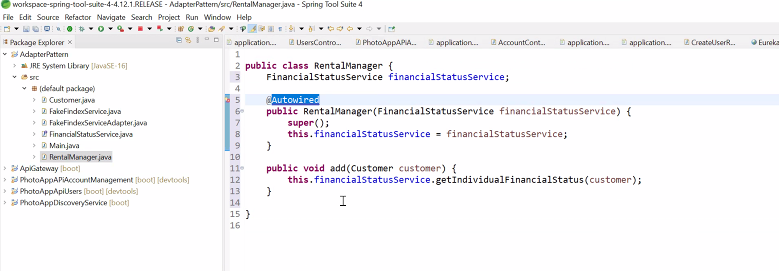 workspace-spring-tool-suite-4-4.12.1.RELEASE - AdapterPattern/src/RentalManager.java - Spring Tool Suite 4
File Edit Source Refactor Navigate Search Project Run Window Help
Package Explorer
application....
UsersContro...
PhotoAppAPiA...
application....
AccountCont...
application....
application....
CreateUserR...
Eureka
AdapterPattern
JRE System Library [JavaSE-16]
src
(default package)
Customer.java
FakeFindexService.java
FakeFindexServiceAdapter.java
FinancialStatusService.java
Main.java
RentalManager.java
ApiGateway [boot]
PhotoAppAPiAccountManagement [boot] [devtools]
PhotoAppApiUsers [boot] [devtools]
PhotoAppDiscoveryService [boot]
1
2 public class RentalManager {
3 FinancialStatusService financialStatusService;
4
5 @Autowired
6 public RentalManager(FinancialStatusService financialStatusService) {
7 super();
8 this.financialStatusService = financialStatusService;
9 }
10
11 public void add(Customer customer) {
12 this.financialStatusService.getIndividualFinancialStatus(customer);
13 }
14
15 }
16